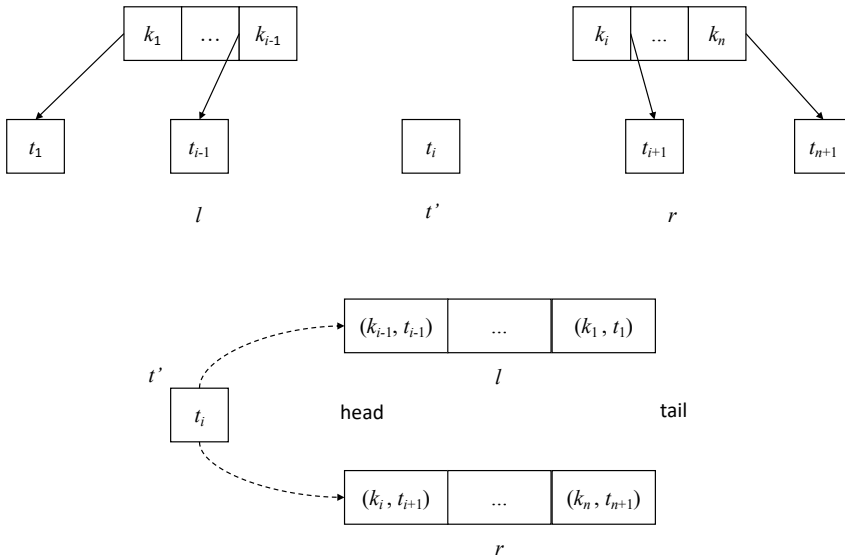 k₁ ... kᵢ₋₁ kᵢ ... kₙ
t₁ tᵢ₋₁ tᵢ tᵢ₊₁ tₙ₊₁
l t’ r
(kᵢ₋₁, tᵢ₋₁) ... (k₁ , t₁)
t’ l
tᵢ head tail
(kᵢ , tᵢ₊₁) ... (kₙ , tₙ₊₁)
r